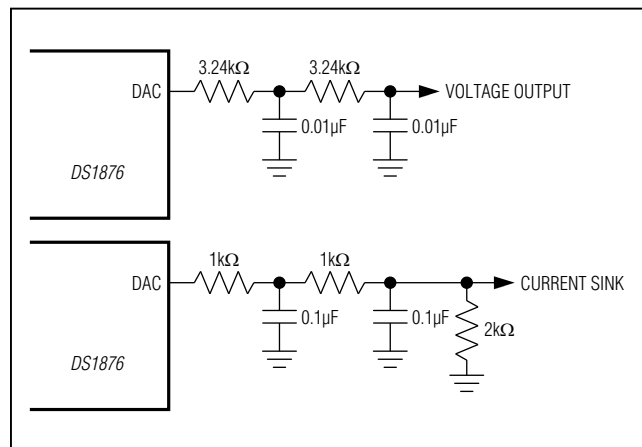 3.24kΩ
3.24kΩ
DAC
VOLTAGE OUTPUT
0.01µF
0.01µF
DS1876
1kΩ
1kΩ
DAC
CURRENT SINK
0.1µF
0.1µF
2kΩ
DS1876